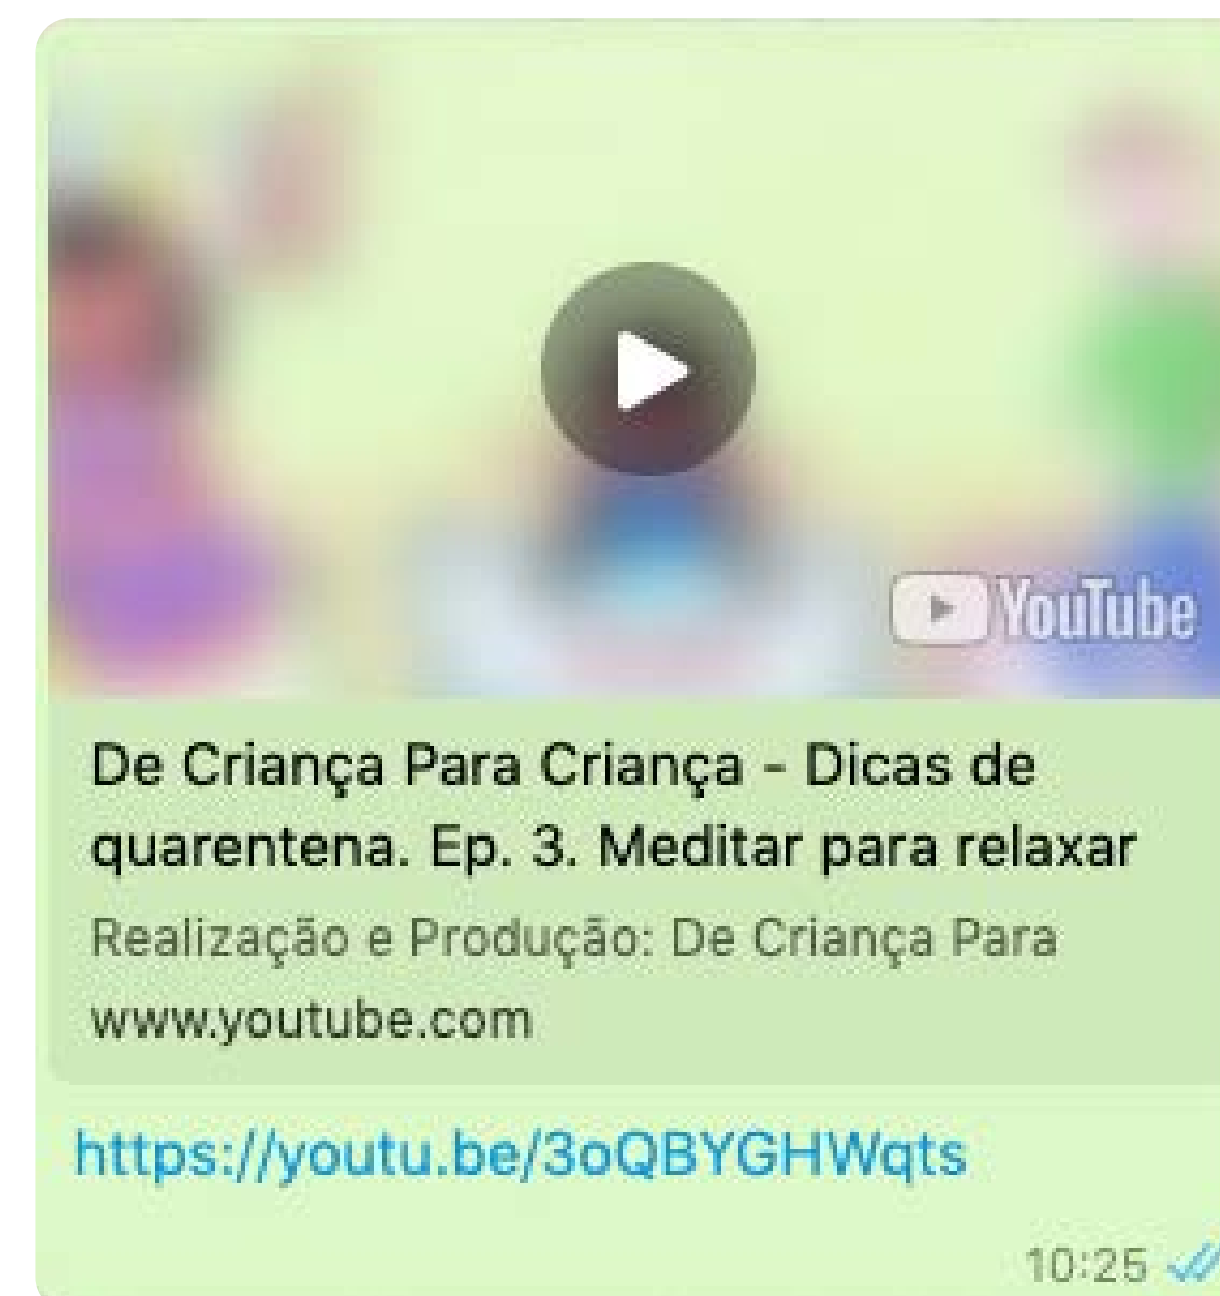 YouTube
De Criança Para Criança - Dicas de
quarentena. Ep. 3. Meditar para relaxar
Realização e Produção: De Criança Para
www.youtube.com
https://youtu.be/3oQBYGHWqts
10:25